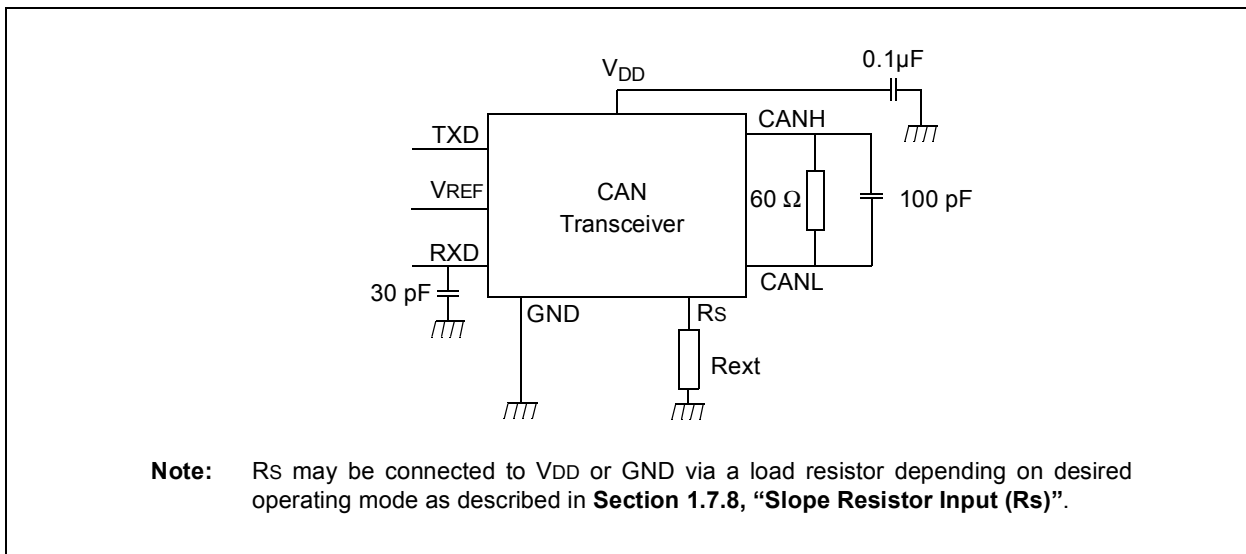 0.1µF
VDD
CANH
TXD
VREF
CAN
Transceiver
60 Ω
100 pF
RXD
CANL
30 pF
GND
RS
Rext
Note: RS may be connected to VDD or GND via a load resistor depending on desired
operating mode as described in Section 1.7.8, “Slope Resistor Input (Rs)”.